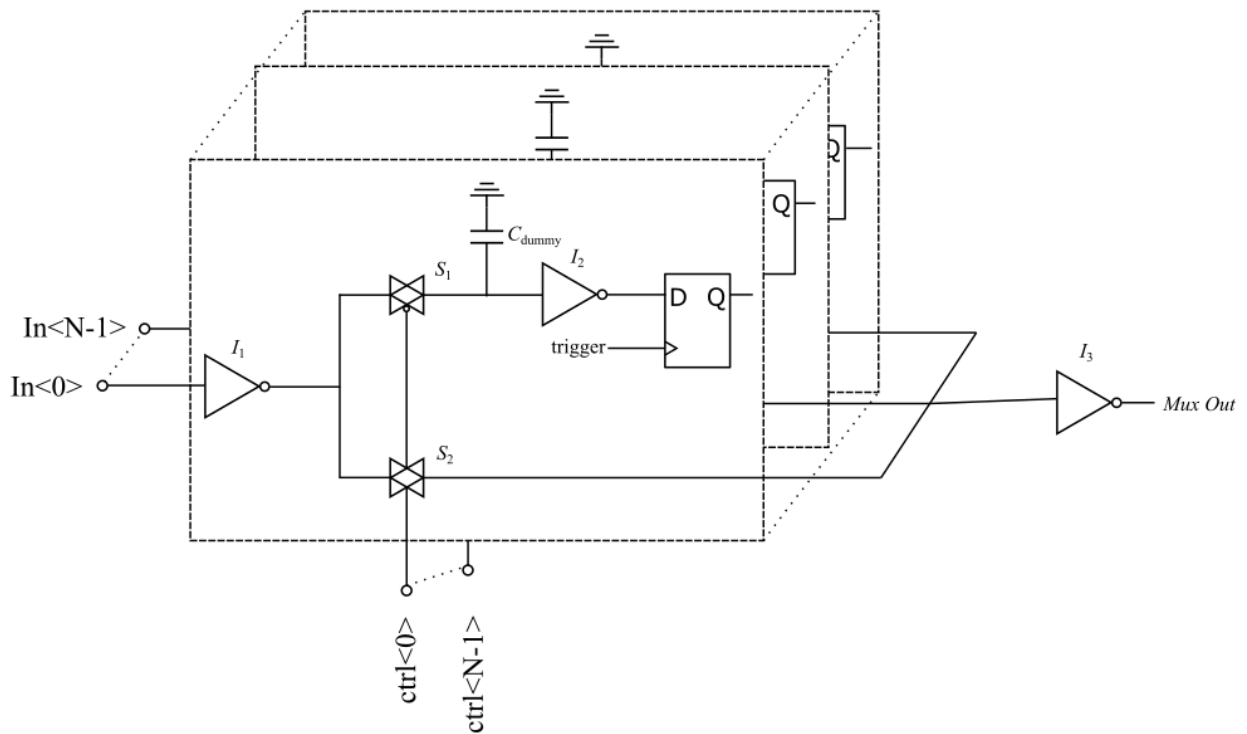 Q
Q
C_dummy
S_1
I_2
D Q
In<N-1>
trigger
I_1
I_3
In<0>
Mux Out
S_2
ctrl<0>
ctrl<N-1>